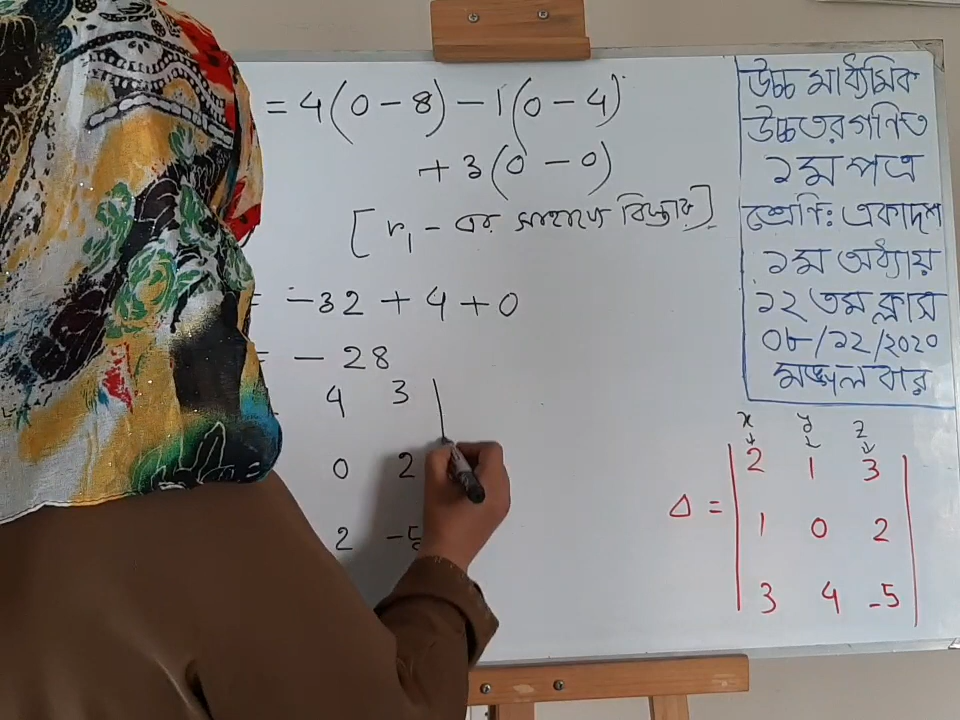 = 4(0 - 8) - 1(0 - 4)
+ 3(0 - 0)
[r₁ - এর সাহায্যে বিস্তার]
= -32 + 4 + 0
= - 28
4 3
0 2
2 -5
উচ্চ মাধ্যমিক
উচ্চতর গণিত
১ম পত্র
শ্রেণি: একাদশ
১ম অধ্যায়
১২ তম ক্লাস
০৮/১২/২০২০
মঙ্গলবার
x y z
↓ ↓ ↓
2 1 3
Δ = 1 0 2
3 4 -5